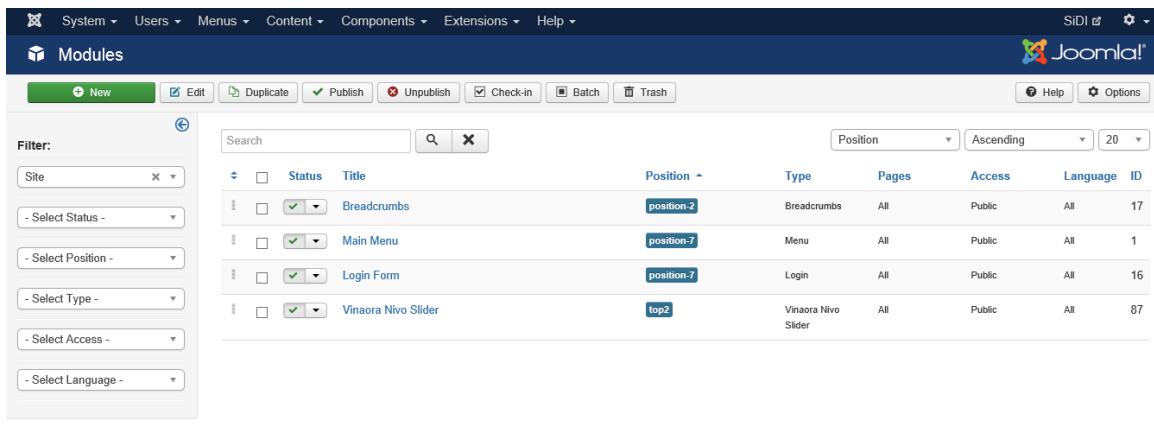 System Users Menus Content Components Extensions Help SiDI
Modules Joomla!
New Edit Duplicate Publish Unpublish Check-in Batch Trash Help Options
Filter:
Search Position Ascending 20
Site
- Select Status -
- Select Position -
- Select Type -
- Select Access -
- Select Language -
Status Title Position Type Pages Access Language ID
Breadcrumbs position-2 Breadcrumbs All Public All 17
Main Menu position-7 Menu All Public All 1
Login Form position-7 Login All Public All 16
Vinaora Nivo Slider top2 Vinaora Nivo Slider All Public All 87